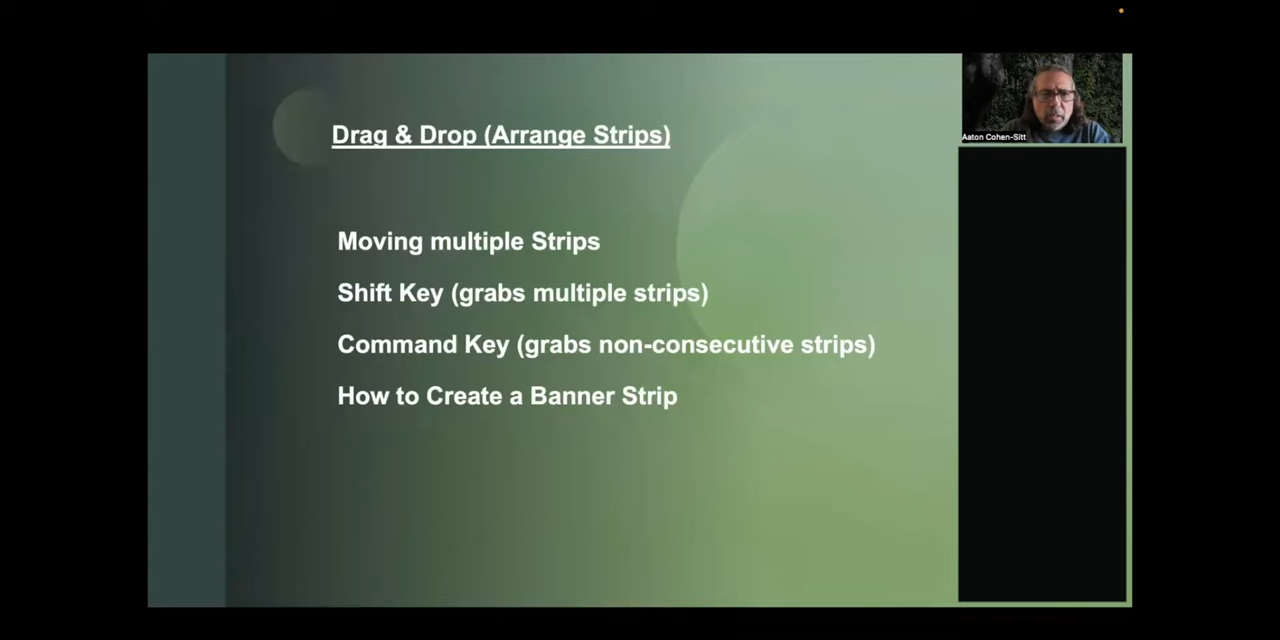 Drag & Drop (Arrange Strips)
Moving multiple Strips
Shift Key (grabs multiple strips)
Command Key (grabs non-consecutive strips)
How to Create a Banner Strip
Aaton Cohen-Sitt